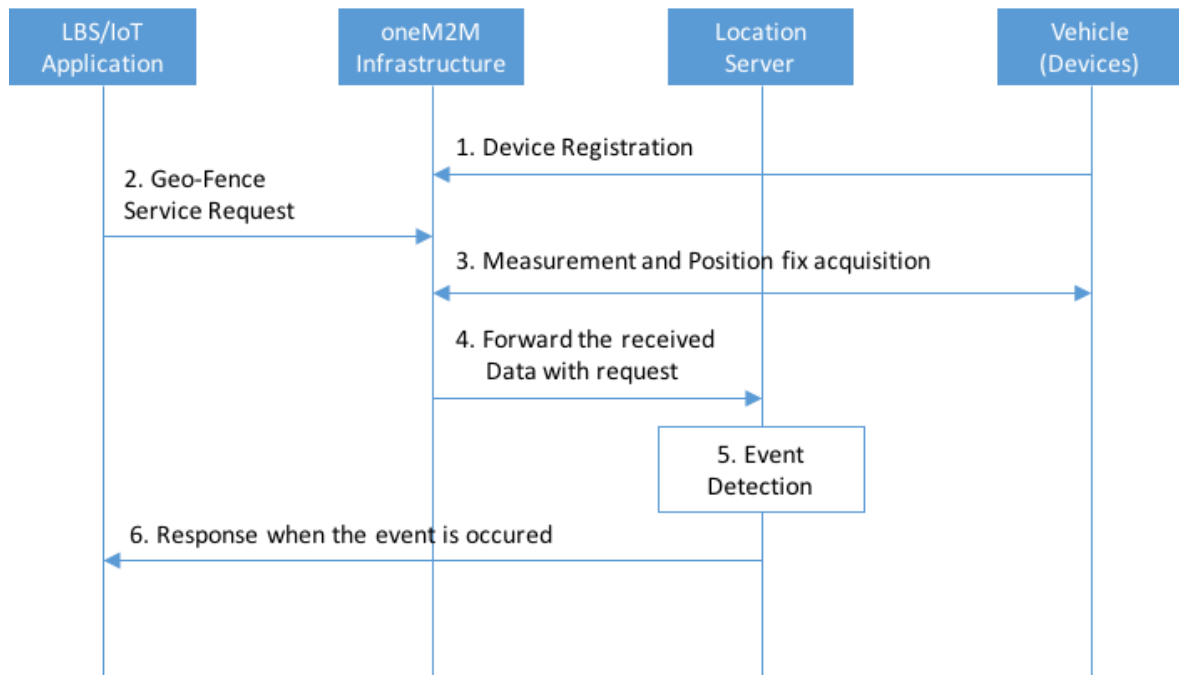 LBS/IoT
Application
oneM2M
Infrastructure
Location
Server
Vehicle
(Devices)
1. Device Registration
2. Geo-Fence
Service Request
3. Measurement and Position fix acquisition
4. Forward the received
Data with request
5. Event
Detection
6. Response when the event is occured